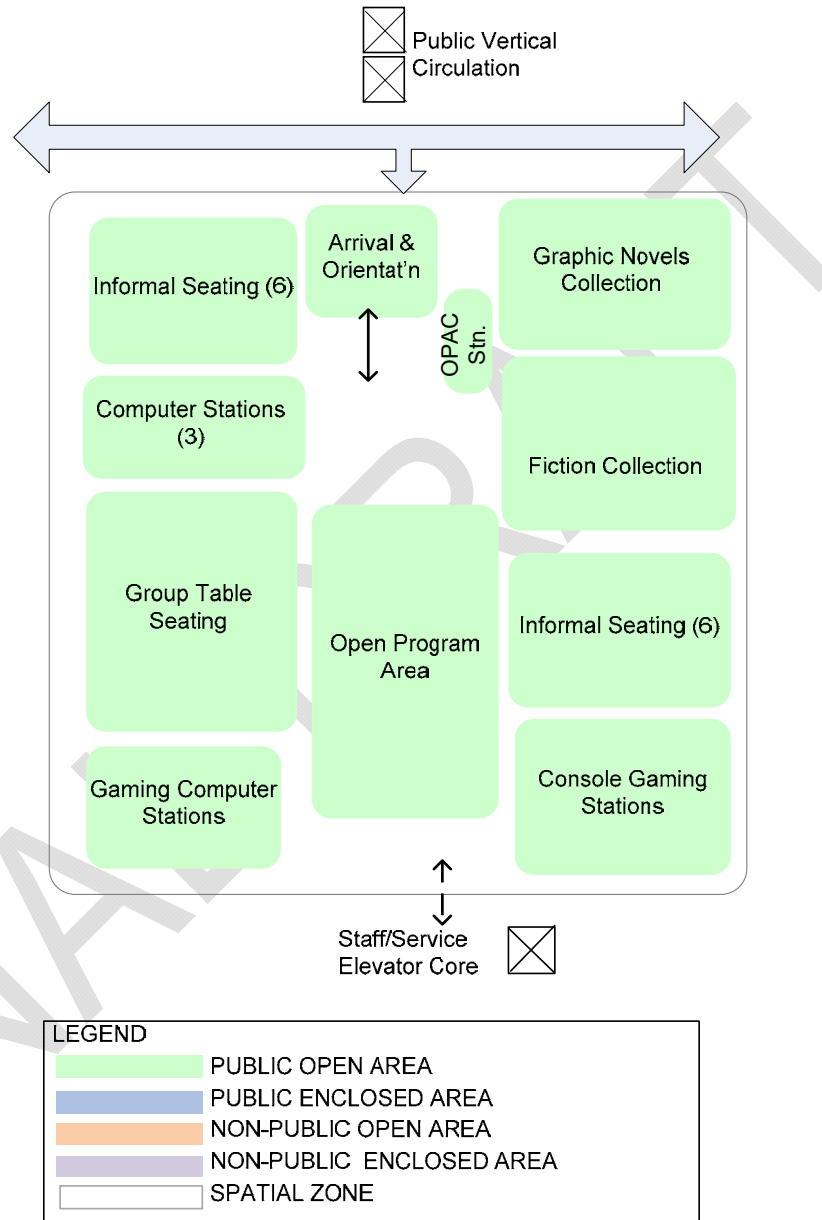 Public Vertical
Circulation
Arrival &
Orientat'n
Informal Seating (6)
Graphic Novels
Collection
OPAC
Stn.
Computer Stations
(3)
Fiction Collection
Group Table
Seating
Open Program
Area
Informal Seating (6)
Gaming Computer
Stations
Console Gaming
Stations
Staff/Service
Elevator Core
LEGEND
PUBLIC OPEN AREA
PUBLIC ENCLOSED AREA
NON-PUBLIC OPEN AREA
NON-PUBLIC ENCLOSED AREA
SPATIAL ZONE